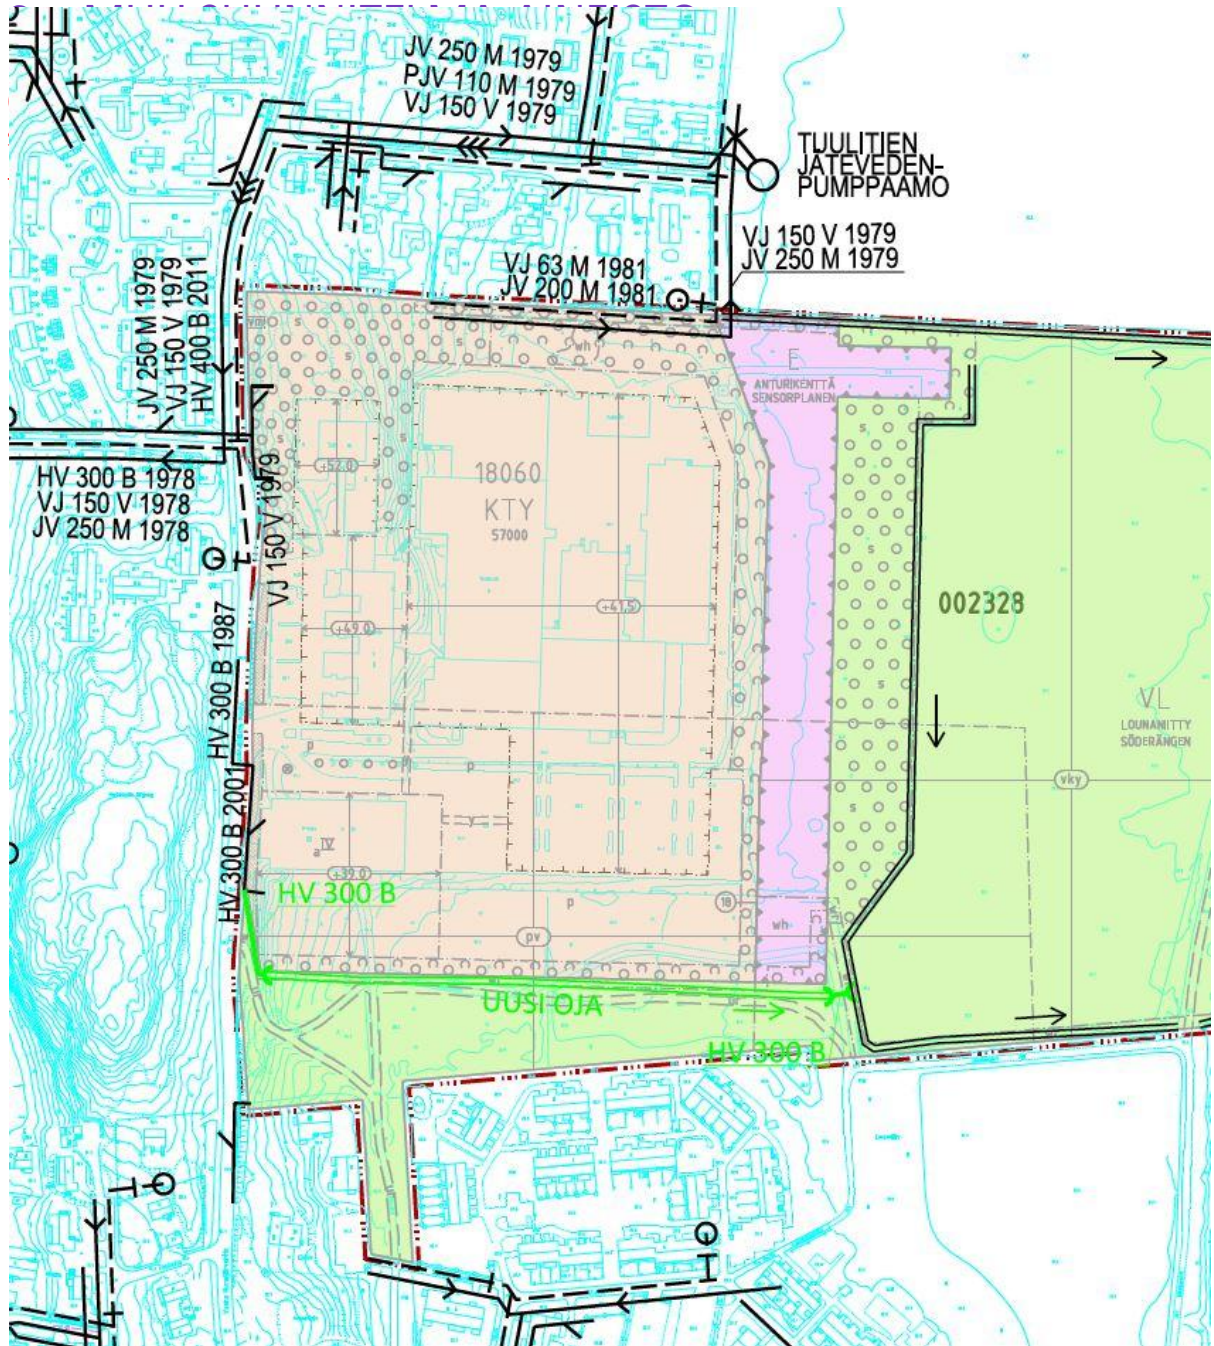 JV 250 M 1979
PJV 110 M 1979
VJ 150 V 1979
TUULITIEN
JÄTEVEDEN-
PUMPPAAMO
VJ 150 V 1979
JV 250 M 1979
VJ 63 M 1981
JV 200 M 1981
JV 250 M 1979
VJ 150 V 1979
HV 400 B 2011
vm
s
s
s
wh
E
ANTURIKENTTÄ
SENSORPLANEN
s
s
s
+52.0
18060
KTY
57000
HV 300 B 1978
VJ 150 V 1978
JV 250 M 1978
VJ 150 V 1979
s
+41,5
002328
+49.0
HV 300 B 1987
s
VL
LOUNANIITTY
SÖDERÄNGEN
p
p
vky
HV 300 B 2001
s
y
IV
a
+39.0
HV 300 B
p
18
wh
pv
UUSI OJA
HV 300 B